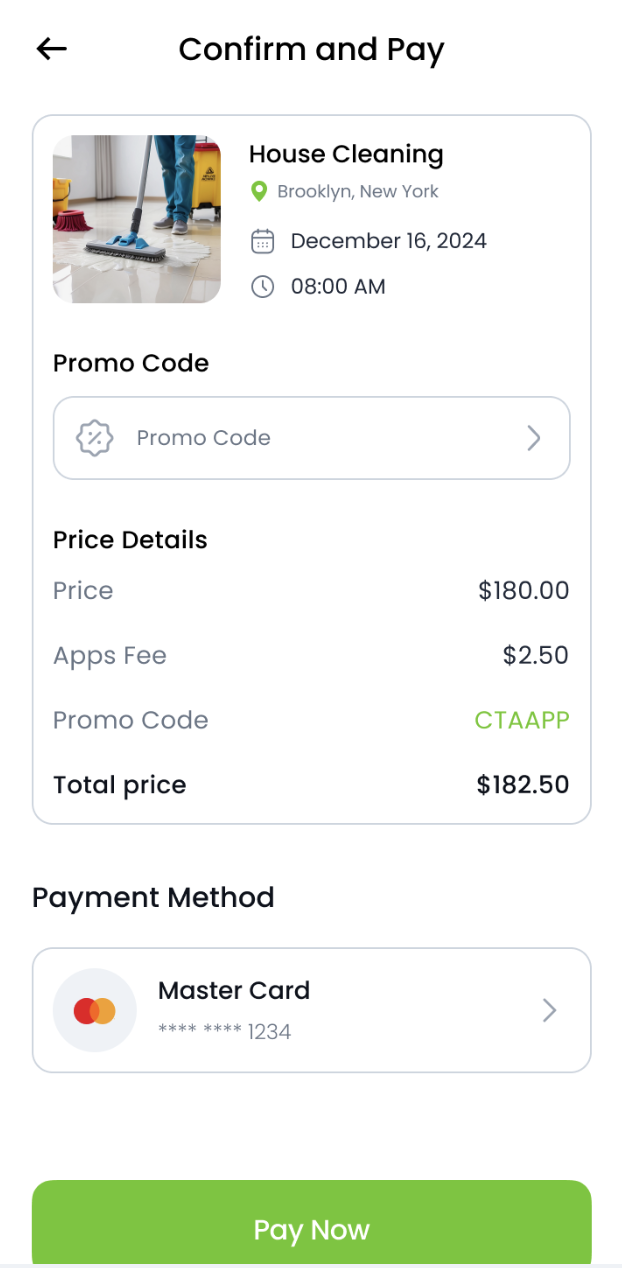 Confirm and Pay
House Cleaning
Brooklyn, New York
December 16, 2024
08:00 AM
Promo Code
Promo Code
Price Details
Price $180.00
Apps Fee $2.50
Promo Code CTAAPP
Total price $182.50
Payment Method
Master Card
**** **** 1234
Pay Now